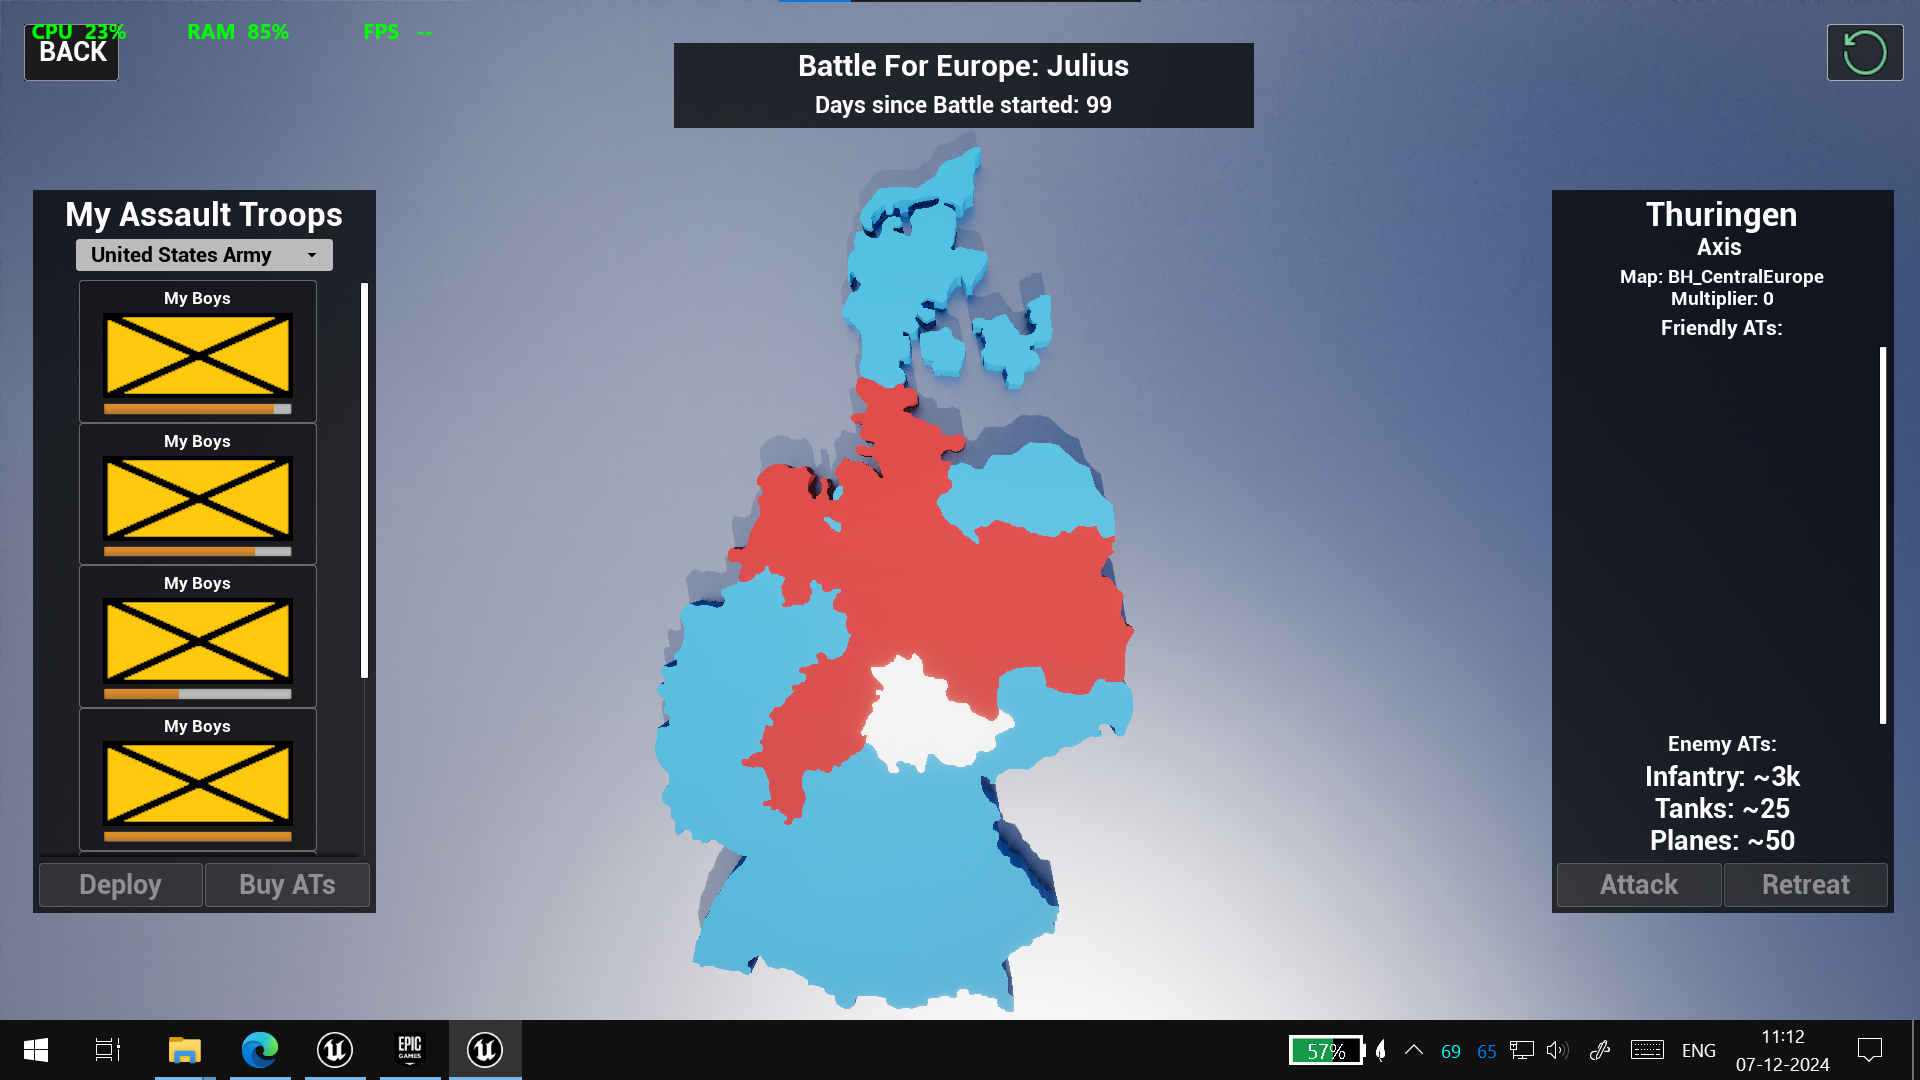 CPU 23% RAM 85% FPS --
BACK
Battle For Europe: Julius
Days since Battle started: 99
My Assault Troops
United States Army
My Boys
My Boys
My Boys
My Boys
Deploy
Buy ATs
Thuringen
Axis
Map: BH_CentralEurope
Multiplier: 0
Friendly ATs:
Enemy ATs:
Infantry: ~3k
Tanks: ~25
Planes: ~50
Attack
Retreat
EPIC
GAMES
57%
69
65
ENG
11:12
07-12-2024